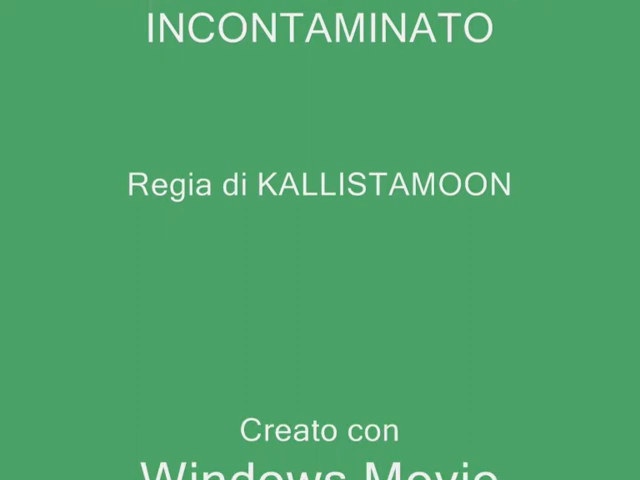 INCONTAMINATO
Regia di KALLISTAMOON
Creato con
Windows Movie